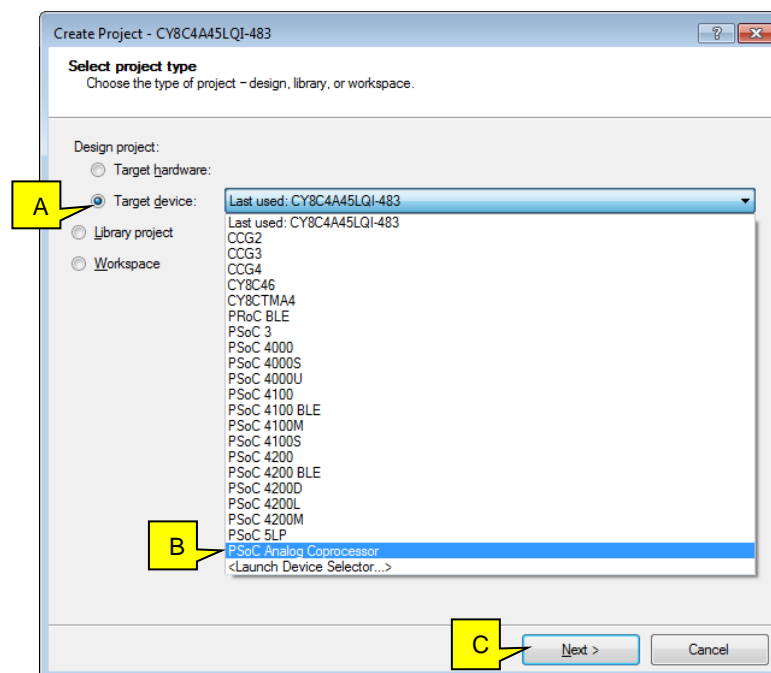 Create Project - CY8C4A45LQI-483
Select project type
Choose the type of project – design, library, or workspace.
Design project:
Target hardware:
A
Target device:
Last used: CY8C4A45LQI-483
Library project
Workspace
Last used: CY8C4A45LQI-483
CCG2
CCG3
CCG4
CY8C46
CY8CTMA4
PRoC BLE
PSoC 3
PSoC 4000
PSoC 4000S
PSoC 4000U
PSoC 4100
PSoC 4100 BLE
PSoC 4100M
PSoC 4100S
PSoC 4200
PSoC 4200 BLE
PSoC 4200D
PSoC 4200L
PSoC 4200M
PSoC 5LP
B
PSoC Analog Coprocessor
<Launch Device Selector...>
C
Next >
Cancel